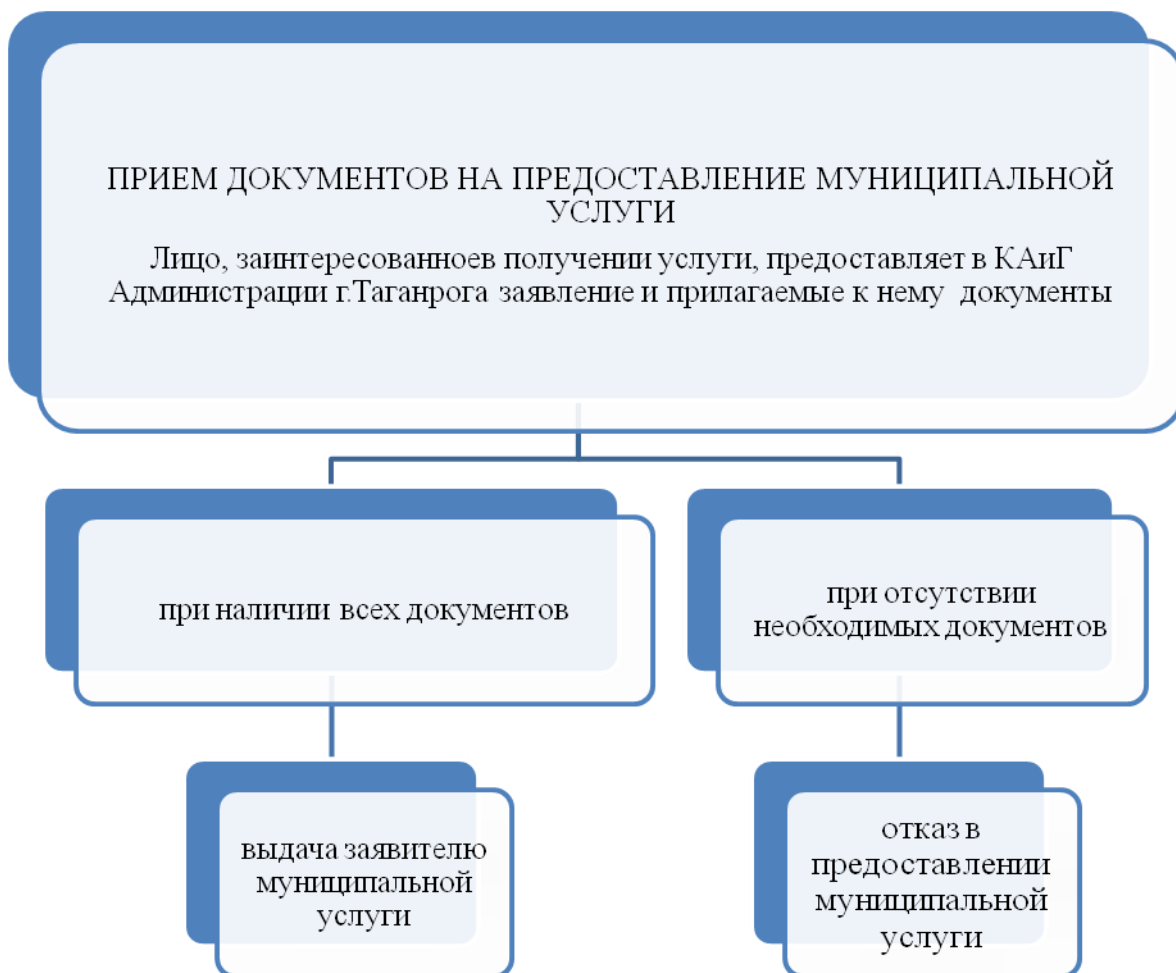 ПРИЕМ ДОКУМЕНТОВ НА ПРЕДОСТАВЛЕНИЕ МУНИЦИПАЛЬНОЙ
УСЛУГИ
Лицо, заинтересованноев получении услуги, предоставляет в КАиГ
Администрации г.Таганрога заявление и прилагаемые к нему документы
при наличии всех документов
при отсутствии
необходимых документов
выдача заявителю
муниципальной
услуги
отказ в
предоставлении
муниципальной
услуги